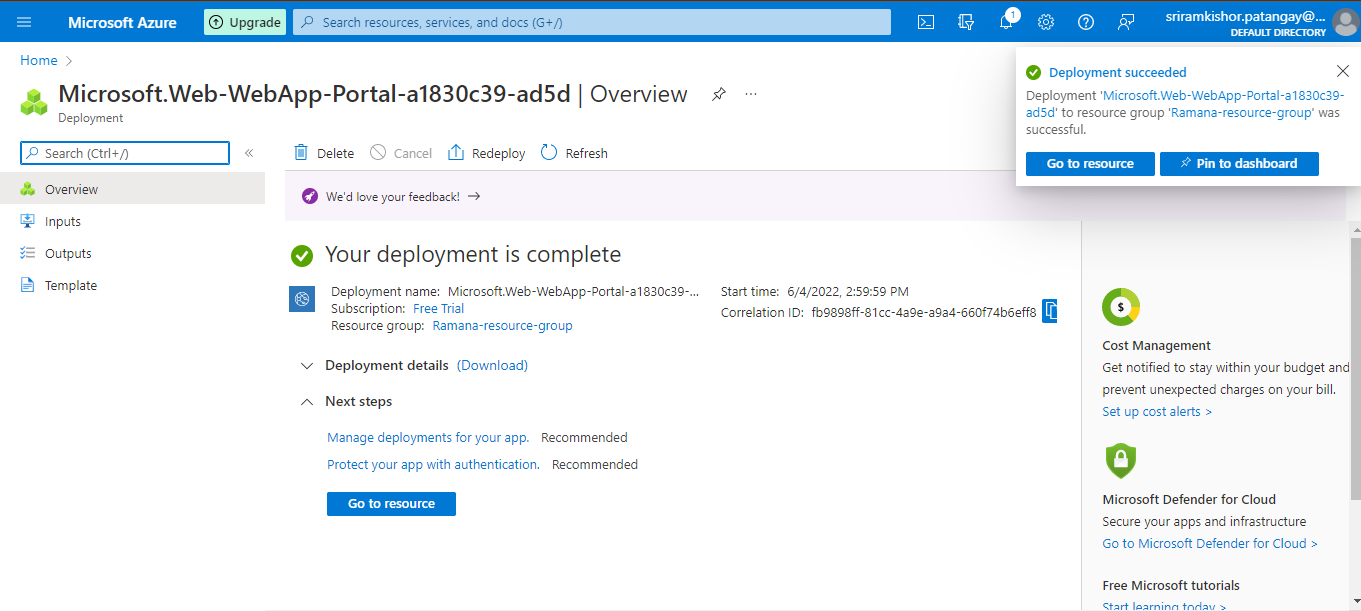 Microsoft Azure
Upgrade
Search resources, services, and docs (G+/)
1
sriramkishor.patangay@...
DEFAULT DIRECTORY
Home >
Microsoft.Web-WebApp-Portal-a1830c39-ad5d | Overview
...
Deployment
Deployment succeeded
Deployment 'Microsoft.Web-WebApp-Portal-a1830c39-
ad5d' to resource group 'Ramana-resource-group' was
successful.
Go to resource
Pin to dashboard
Search (Ctrl+/)
«
Overview
Inputs
Outputs
Template
Delete
Cancel
Redeploy
Refresh
We'd love your feedback! →
Your deployment is complete
Deployment name: Microsoft.Web-WebApp-Portal-a1830c39-...
Subscription: Free Trial
Resource group: Ramana-resource-group
Start time: 6/4/2022, 2:59:59 PM
Correlation ID: fb9898ff-81cc-4a9e-a9a4-660f74b6eff8
Deployment details (Download)
Next steps
Manage deployments for your app. Recommended
Protect your app with authentication. Recommended
Go to resource
$
Cost Management
Get notified to stay within your budget and
prevent unexpected charges on your bill.
Set up cost alerts >
Microsoft Defender for Cloud
Secure your apps and infrastructure
Go to Microsoft Defender for Cloud >
Free Microsoft tutorials
Start learning today >